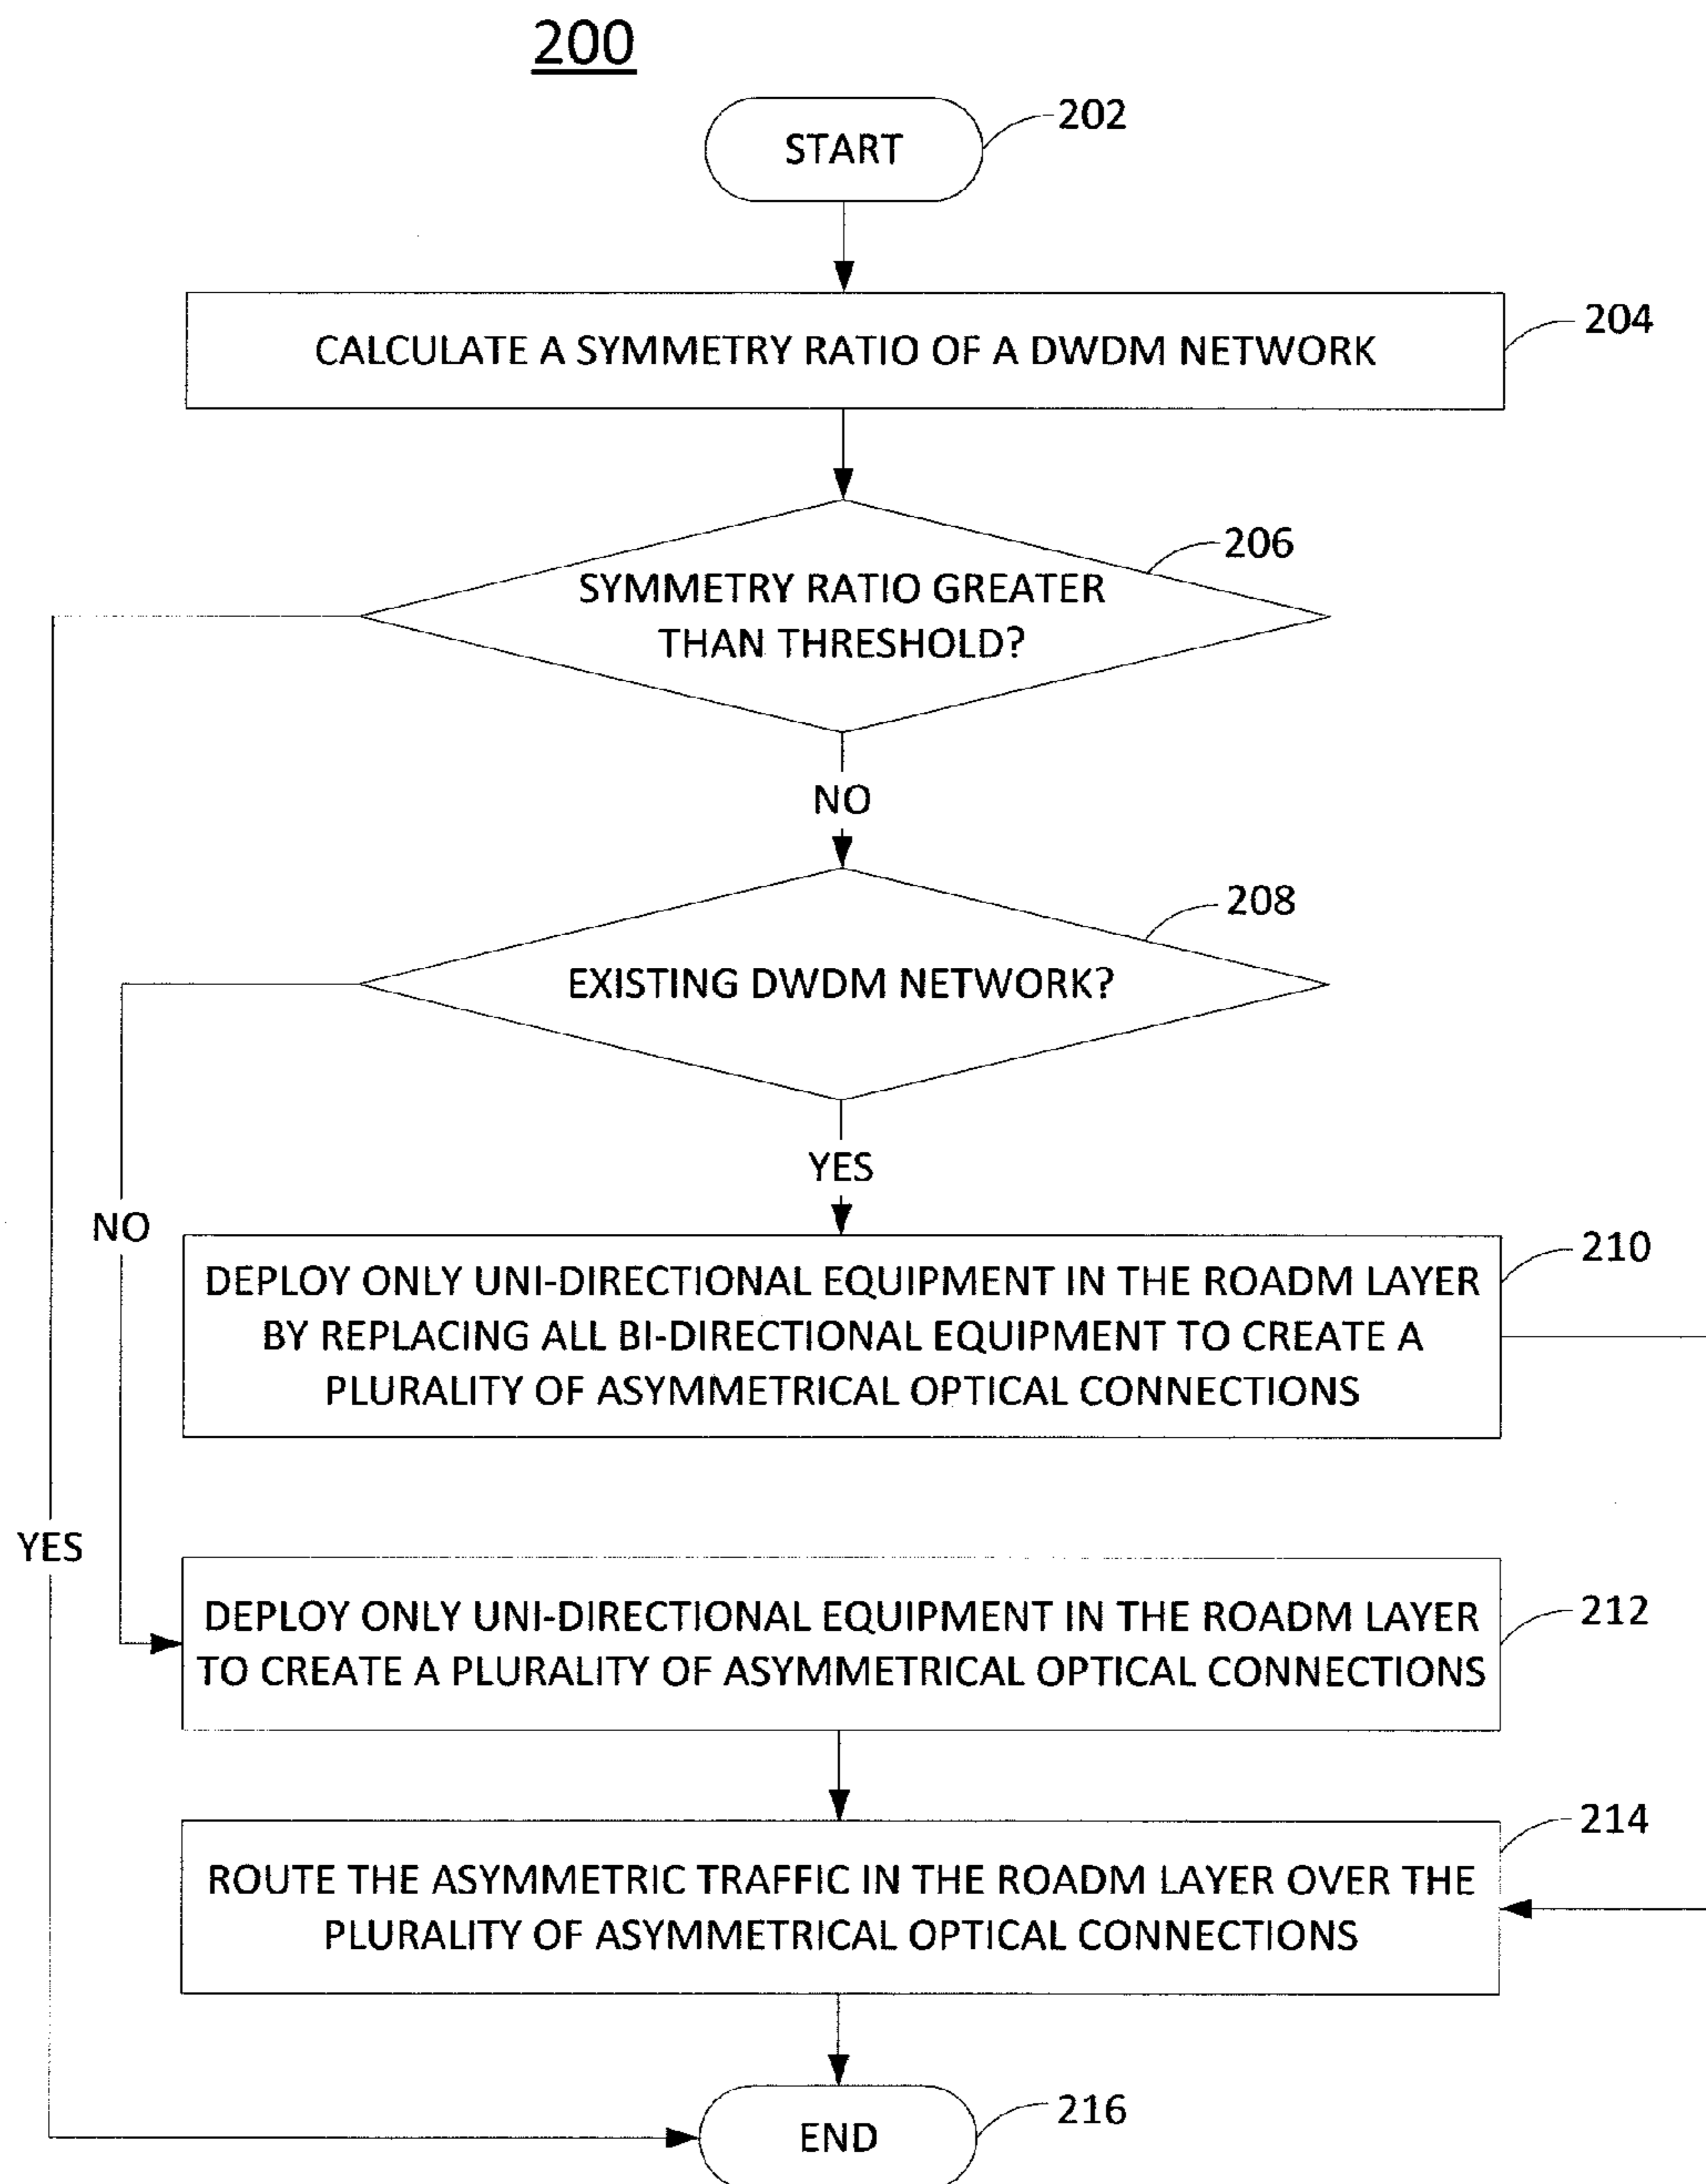 200
START
202
CALCULATE A SYMMETRY RATIO OF A DWDM NETWORK
204
206
SYMMETRY RATIO GREATER
THAN THRESHOLD?
NO
208
EXISTING DWDM NETWORK?
YES
NO
210
DEPLOY ONLY UNI-DIRECTIONAL EQUIPMENT IN THE ROADM LAYER
BY REPLACING ALL BI-DIRECTIONAL EQUIPMENT TO CREATE A
PLURALITY OF ASYMMETRICAL OPTICAL CONNECTIONS
YES
212
DEPLOY ONLY UNI-DIRECTIONAL EQUIPMENT IN THE ROADM LAYER
TO CREATE A PLURALITY OF ASYMMETRICAL OPTICAL CONNECTIONS
214
ROUTE THE ASYMMETRIC TRAFFIC IN THE ROADM LAYER OVER THE
PLURALITY OF ASYMMETRICAL OPTICAL CONNECTIONS
216
END